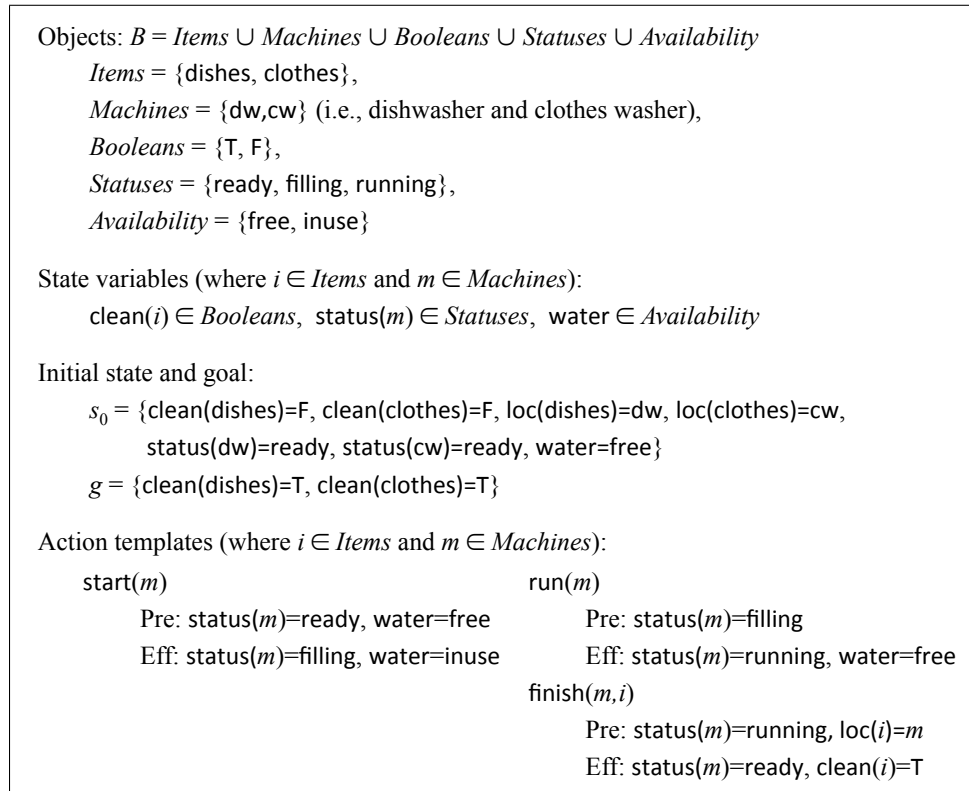 Objects: B = Items ∪ Machines ∪ Booleans ∪ Statuses ∪ Availability
Items = {dishes, clothes},
Machines = {dw,cw} (i.e., dishwasher and clothes washer),
Booleans = {T, F},
Statuses = {ready, filling, running},
Availability = {free, inuse}
State variables (where i ∈ Items and m ∈ Machines):
clean(i) ∈ Booleans, status(m) ∈ Statuses, water ∈ Availability
Initial state and goal:
s₀ = {clean(dishes)=F, clean(clothes)=F, loc(dishes)=dw, loc(clothes)=cw,
status(dw)=ready, status(cw)=ready, water=free}
g = {clean(dishes)=T, clean(clothes)=T}
Action templates (where i ∈ Items and m ∈ Machines):
start(m)
Pre: status(m)=ready, water=free
Eff: status(m)=filling, water=inuse
run(m)
Pre: status(m)=filling
Eff: status(m)=running, water=free
finish(m,i)
Pre: status(m)=running, loc(i)=m
Eff: status(m)=ready, clean(i)=T